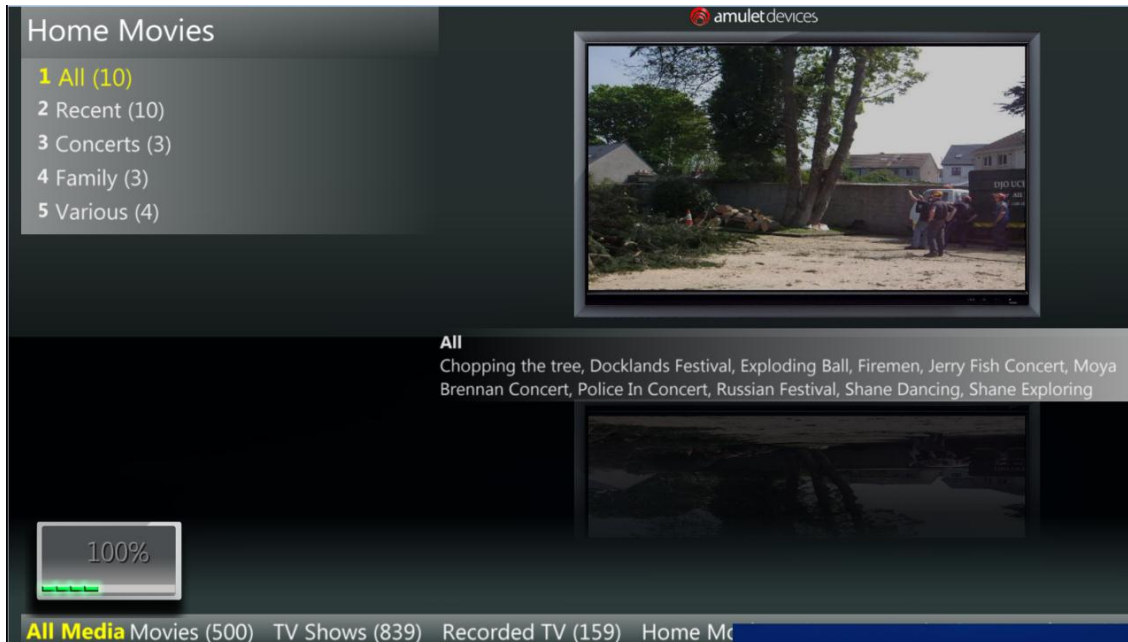 Home Movies
amuletdevices
1 All (10)
2 Recent (10)
3 Concerts (3)
4 Family (3)
5 Various (4)
All
Chopping the tree, Docklands Festival, Exploding Ball, Firemen, Jerry Fish Concert, Moya
Brennan Concert, Police In Concert, Russian Festival, Shane Dancing, Shane Exploring
100%
All Media Movies (500) TV Shows (839) Recorded TV (159) Home